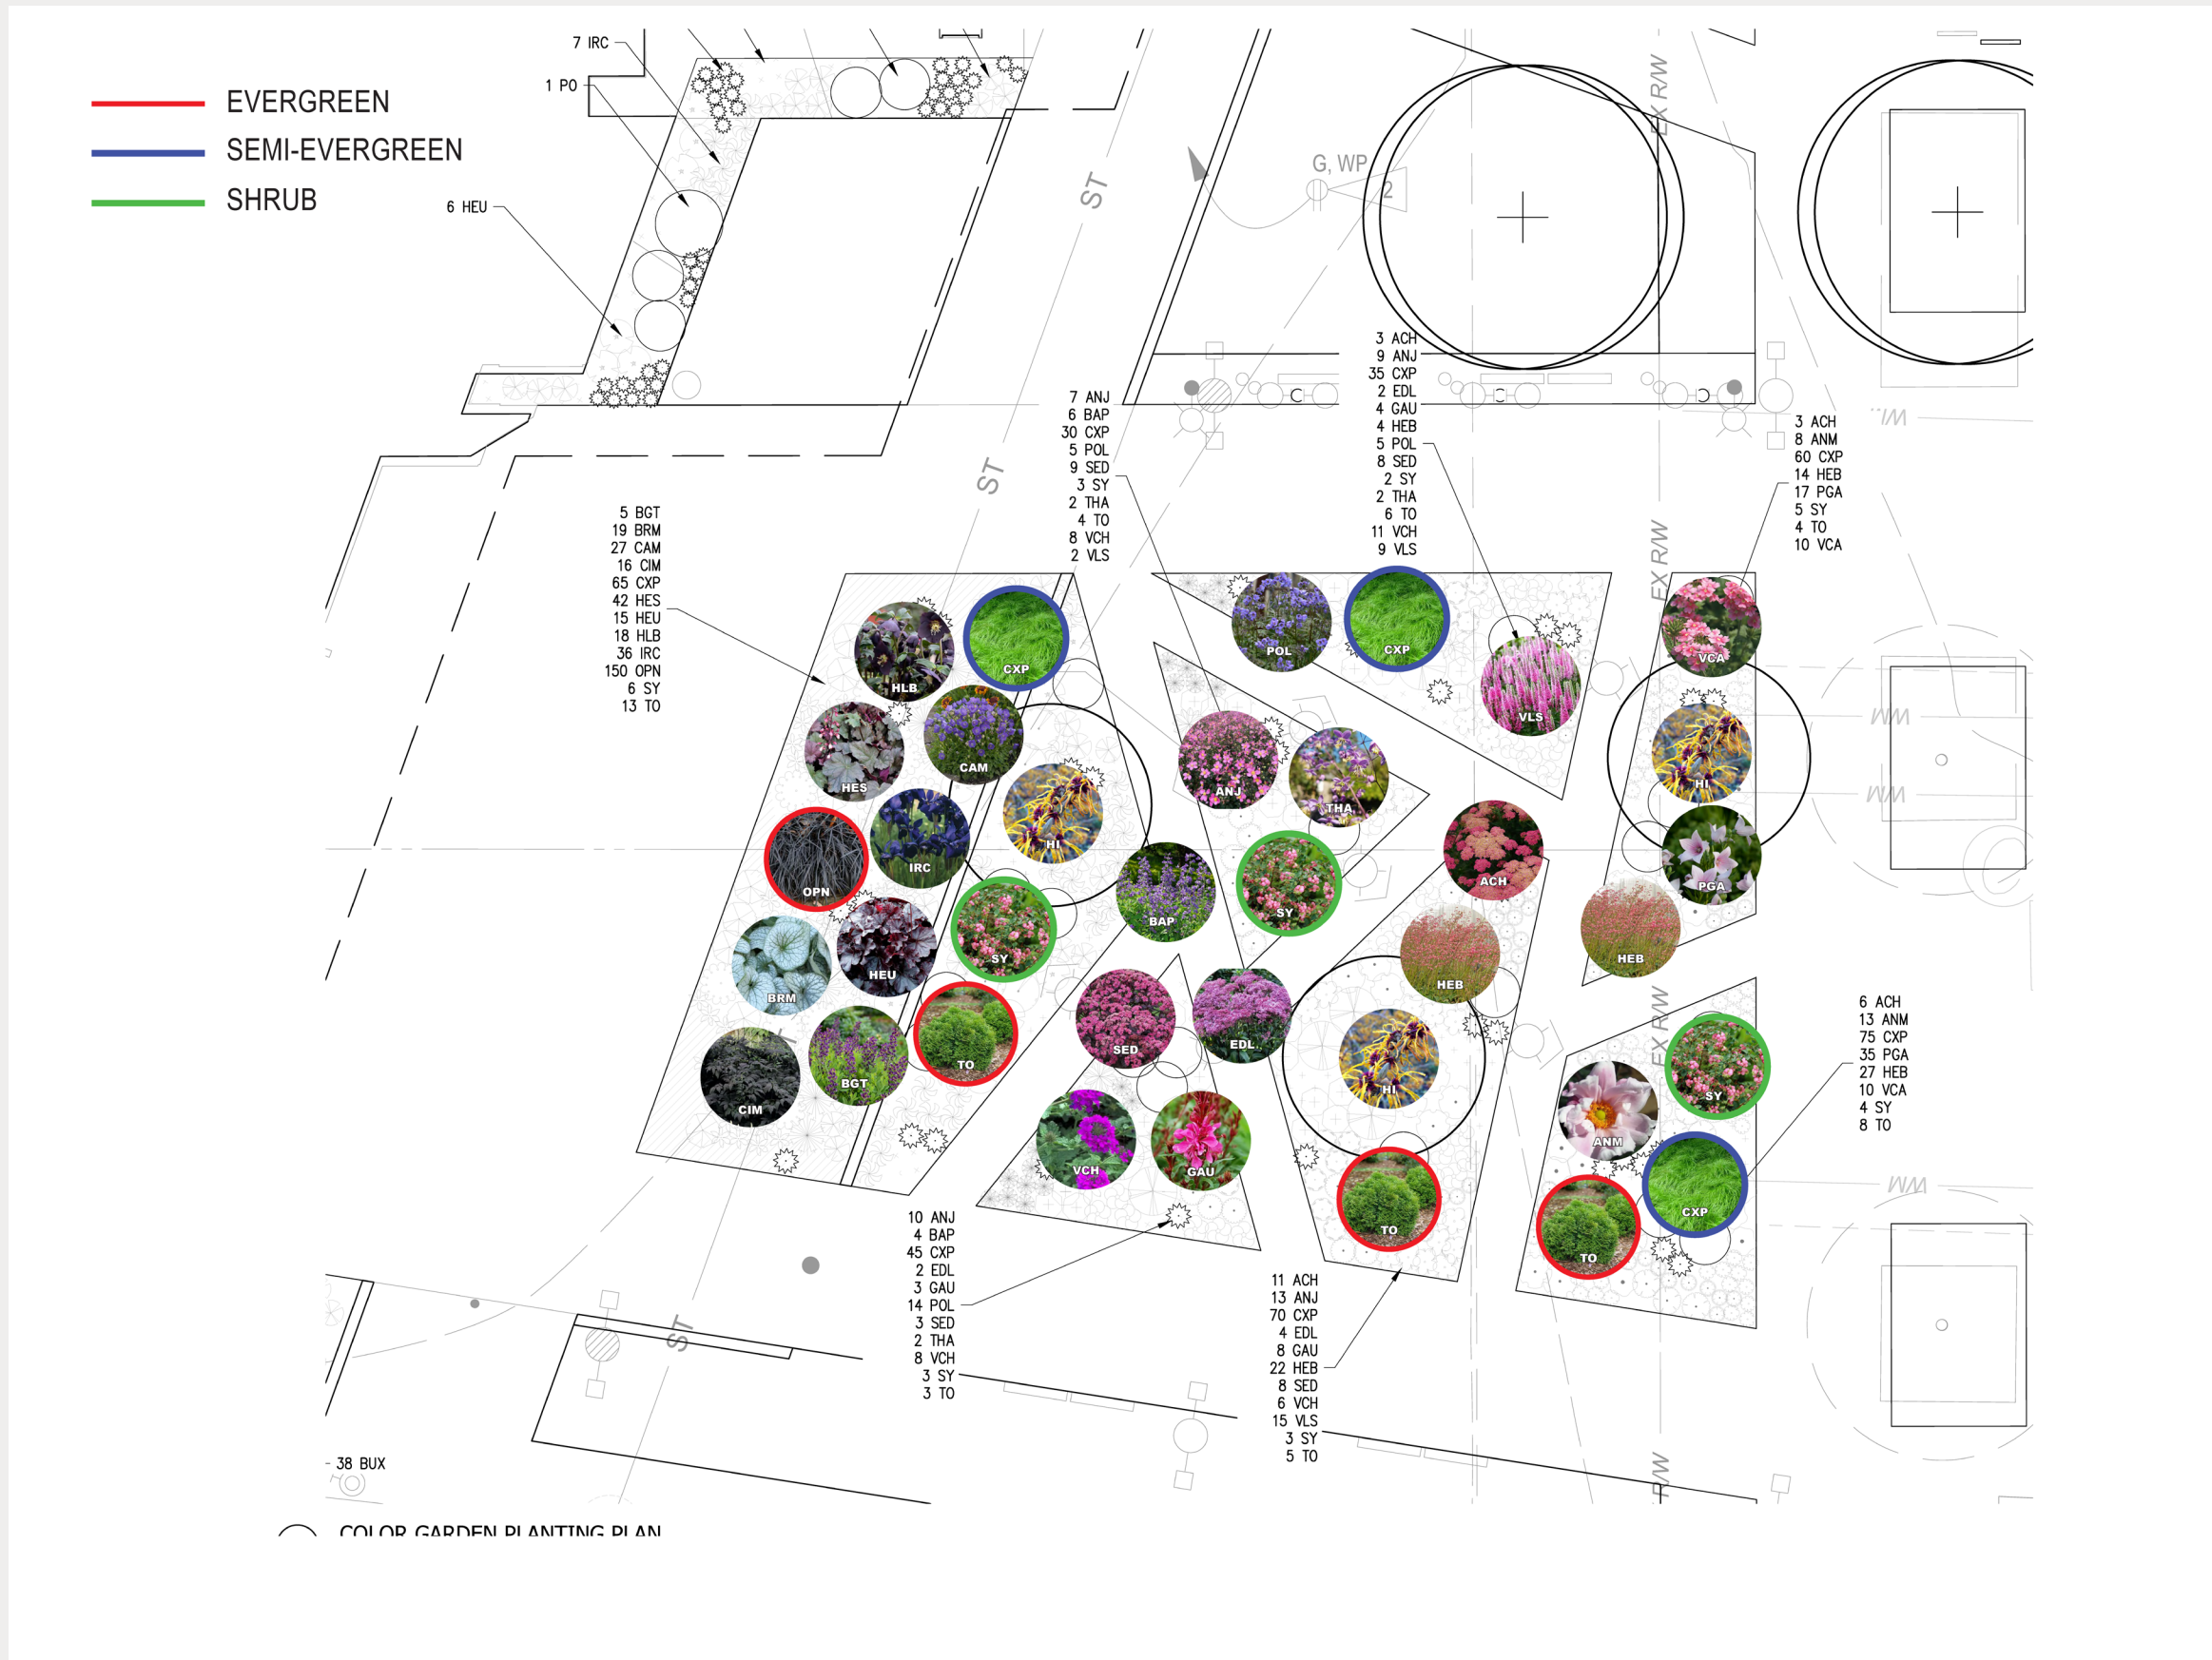 EVERGREEN
SEMI-EVERGREEN
SHRUB
7 IRC
1 PO
6 HEU
ST
EX R/W
G, WP
2
3 ACH
9 ANJ
35 CXP
2 EDL
4 GAU
4 HEB
5 POL
8 SED
2 SY
2 THA
6 TO
11 VCH
9 VLS
7 ANJ
6 BAP
30 CXP
5 POL
9 SED
3 SY
2 THA
4 TO
8 VCH
2 VLS
3 ACH
8 ANM
60 CXP
14 HEB
17 PGA
5 SY
4 TO
10 VCA
ST
5 BGT
19 BRM
27 CAM
16 CIM
65 CXP
42 HES
15 HEU
18 HLB
36 IRC
150 OPN
6 SY
13 TO
EX R/W
HLB
CXP
POL
CXP
VLS
VCA
WM
WM
WM
HES
CAM
HI
ANJ
THA
HI
OPN
IRC
BAP
SY
ACH
PGA
BRM
HEU
SY
HEB
HEB
CIM
BGT
TO
SED
EDL
HI
EX R/W
SY
ANM
VCH
GAU
TO
CXP
TO
WM
6 ACH
13 ANM
75 CXP
35 PGA
27 HEB
10 VCA
4 SY
8 TO
10 ANJ
4 BAP
45 CXP
2 EDL
3 GAU
14 POL
3 SED
2 THA
8 VCH
3 SY
3 TO
11 ACH
13 ANJ
70 CXP
4 EDL
8 GAU
22 HEB
8 SED
6 VCH
15 VLS
3 SY
5 TO
ST
R/W
38 BUX
COLOR GARDEN PLANTING PLAN